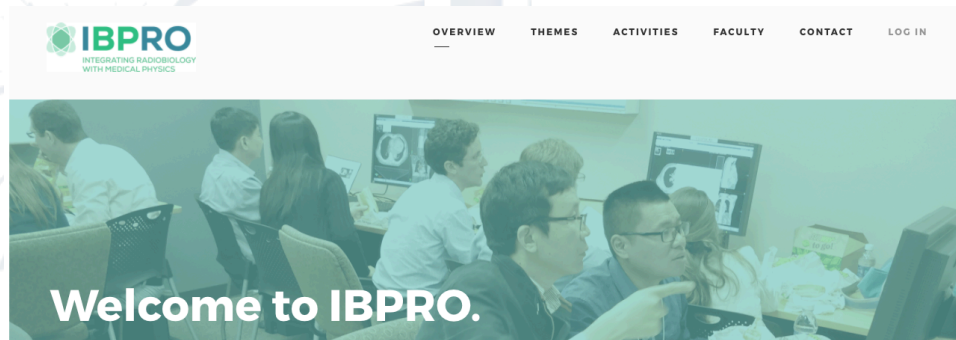 IBPRO
INTEGRATING RADIOBIOLOGY
WITH MEDICAL PHYSICS
OVERVIEW THEMES ACTIVITIES FACULTY CONTACT LOG IN
Welcome to IBPRO.